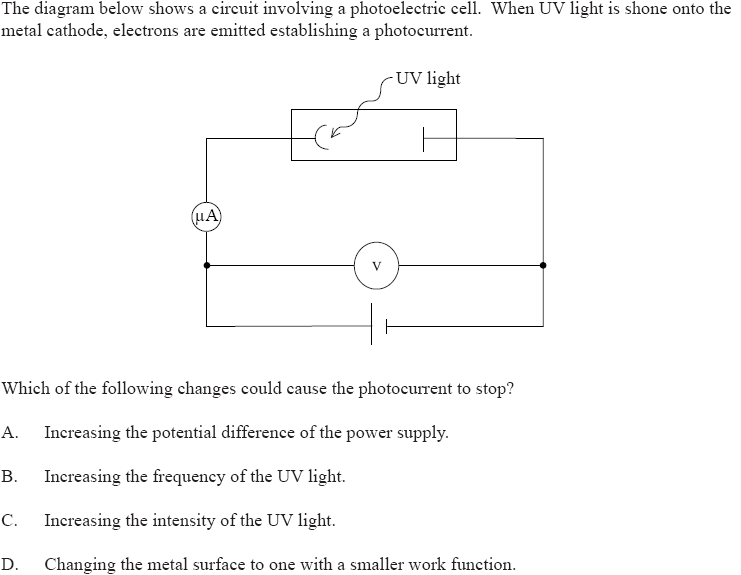 The diagram below shows a circuit involving a photoelectric cell. When UV light is shone onto the
metal cathode, electrons are emitted establishing a photocurrent.
UV light
µA
V
Which of the following changes could cause the photocurrent to stop?
A. Increasing the potential difference of the power supply.
B. Increasing the frequency of the UV light.
C. Increasing the intensity of the UV light.
D. Changing the metal surface to one with a smaller work function.